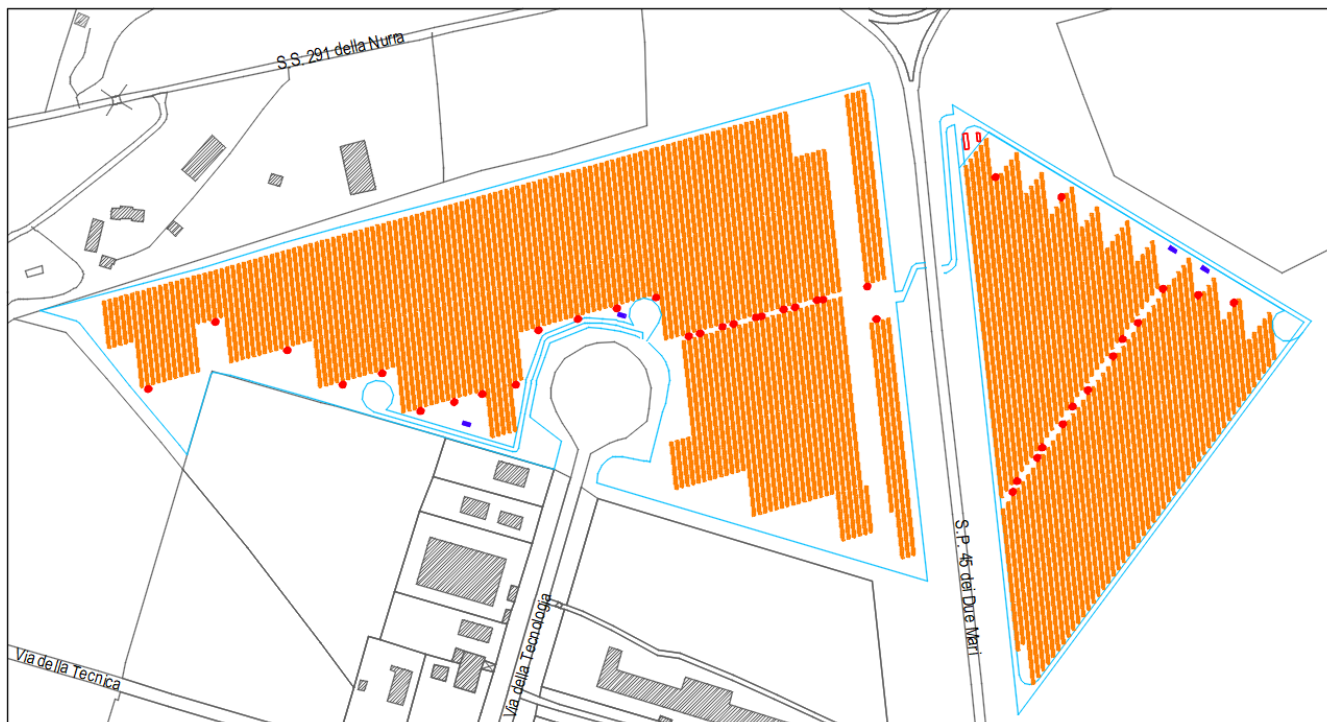 S.S. 291 della Nurra
S.P. 45 dei Due Mari
Via della Tecnologia
Via della Tecnica